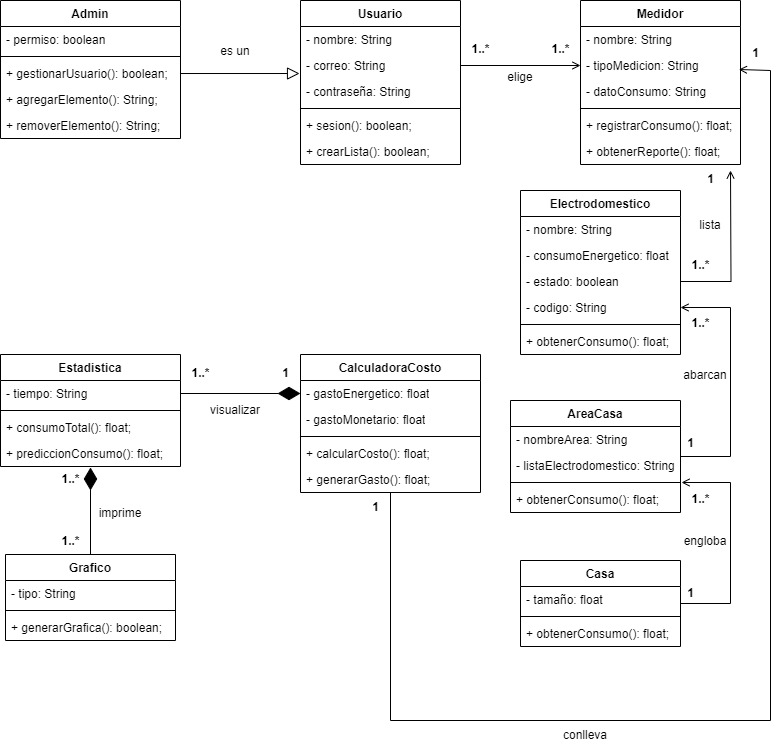 Admin
- permiso: boolean
+ gestionarUsuario(): boolean;
+ agregarElemento(): String;
+ removerElemento(): String;
es un
Usuario
- nombre: String
- correo: String
- contraseña: String
+ sesion(): boolean;
+ crearLista(): boolean;
1..*
1..*
elige
Medidor
- nombre: String
- tipoMedicion: String
- datoConsumo: String
+ registrarConsumo(): float;
+ obtenerReporte(): float;
1
1
lista
1..*
Electrodomestico
- nombre: String
- consumoEnergetico: float
- estado: boolean
- codigo: String
+ obtenerConsumo(): float;
1..*
abarcan
1
Estadistica
- tiempo: String
+ consumoTotal(): float;
+ prediccionConsumo(): float;
1..*
1
visualizar
CalculadoraCosto
- gastoEnergetico: float
- gastoMonetario: float
+ calcularCosto(): float;
+ generarGasto(): float;
1
AreaCasa
- nombreArea: String
- listaElectrodomestico: String
+ obtenerConsumo(): float;
1..*
engloba
1
1..*
imprime
1..*
Grafico
- tipo: String
+ generarGrafica(): boolean;
Casa
- tamaño: float
+ obtenerConsumo(): float;
conlleva